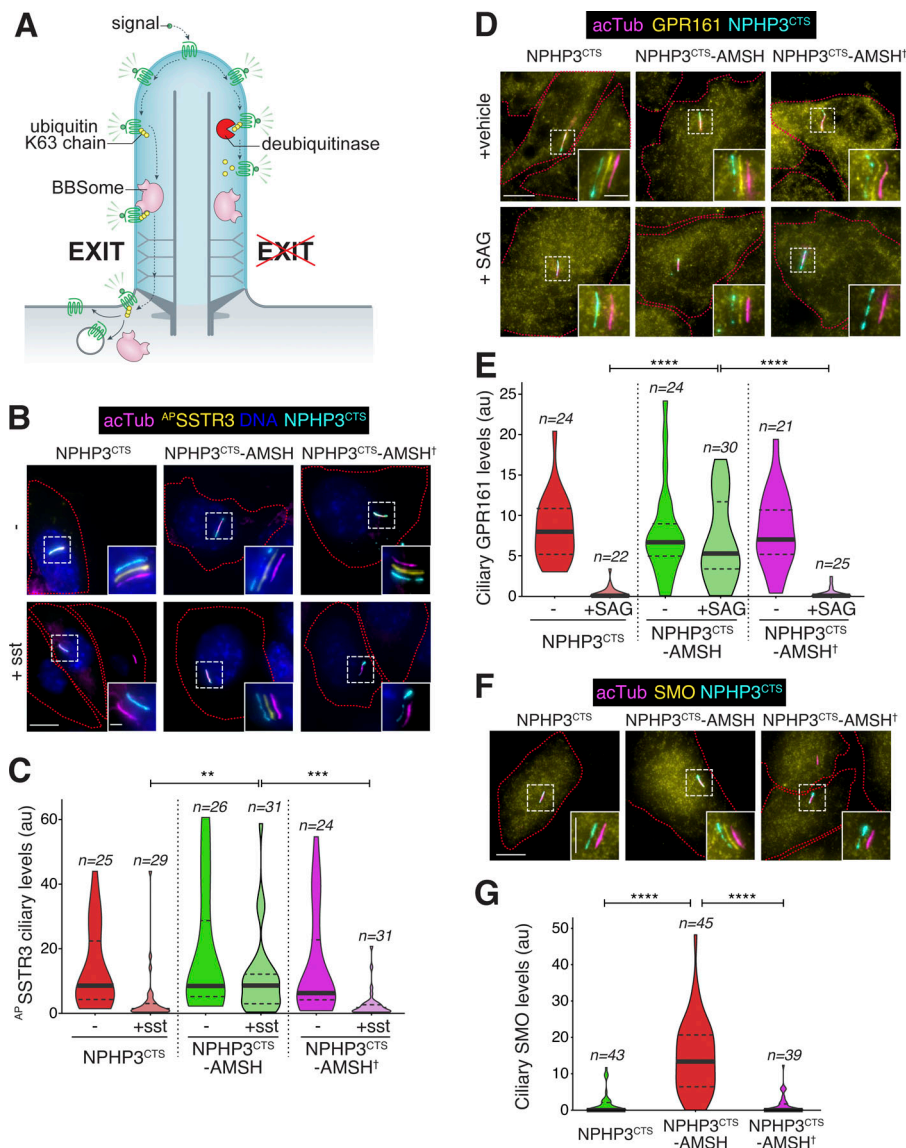 A
signal
ubiquitin
K63 chain
deubiquitinase
BBSome
EXIT
EXIT
B
acTub ᴬᴾSSTR3 DNA NPHP3ᶜᵀˢ
NPHP3ᶜᵀˢ NPHP3ᶜᵀˢ-AMSH NPHP3ᶜᵀˢ-AMSH†
-
+ sst
C
** ***
ᴬᴾSSTR3 ciliary levels (au)
60
40
20
0
n=25 n=29 n=26 n=31 n=24 n=31
- +sst - +sst - +sst
NPHP3ᶜᵀˢ NPHP3ᶜᵀˢ -AMSH NPHP3ᶜᵀˢ -AMSH†
D
acTub GPR161 NPHP3ᶜᵀˢ
NPHP3ᶜᵀˢ NPHP3ᶜᵀˢ-AMSH NPHP3ᶜᵀˢ-AMSH†
+vehicle
+ SAG
E
**** ****
Ciliary GPR161 levels (au)
25
20
15
10
5
0
n=24 n=22 n=24 n=30 n=21 n=25
- +SAG - +SAG - +SAG
NPHP3ᶜᵀˢ NPHP3ᶜᵀˢ -AMSH NPHP3ᶜᵀˢ -AMSH†
F
acTub SMO NPHP3ᶜᵀˢ
NPHP3ᶜᵀˢ NPHP3ᶜᵀˢ-AMSH NPHP3ᶜᵀˢ-AMSH†
G
**** ****
Ciliary SMO levels (au)
50
40
30
20
10
0
n=43 n=45 n=39
NPHP3ᶜᵀˢ NPHP3ᶜᵀˢ -AMSH NPHP3ᶜᵀˢ -AMSH†